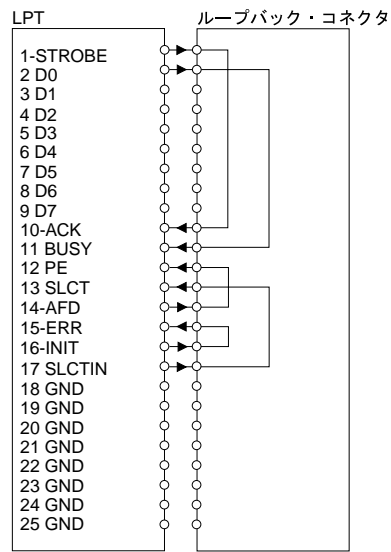 LPT
ループバック・コネクタ
1-STROBE
2 D0
3 D1
4 D2
5 D3
6 D4
7 D5
8 D6
9 D7
10-ACK
11 BUSY
12 PE
13 SLCT
14-AFD
15-ERR
16-INIT
17 SLCTIN
18 GND
19 GND
20 GND
21 GND
22 GND
23 GND
24 GND
25 GND